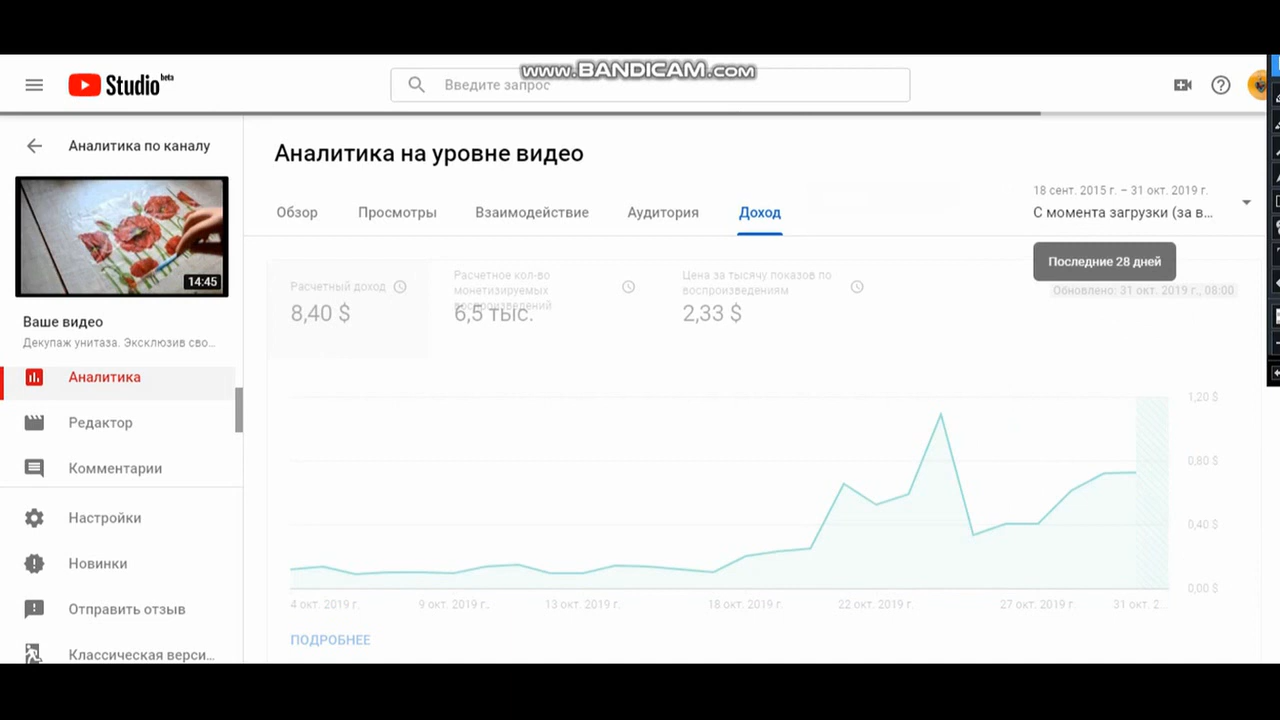 www.BANDICAM.com
Studio beta
Введите запрос
Аналитика по каналу
14:45
Ваше видео
Декупаж унитаза. Эксклюзив сво...
Аналитика
Редактор
Комментарии
Настройки
Новинки
Отправить отзыв
Классическая верси...
Аналитика на уровне видео
Обзор
Просмотры
Взаимодействие
Аудитория
Доход
18 сент. 2015 г. – 31 окт. 2019 г.
С момента загрузки (за в...
Последние 28 дней
Обновлено: 31 окт. 2019 г., 08:00
Расчетный доход
8,40 $
Расчетное кол-во
монетизируемых
воспроизведений
6,5 тыс.
Цена за тысячу показов по
воспроизведениям
2,33 $
1,20 $
0,80 $
0,40 $
0,00 $
4 окт. 2019 г.
9 окт. 2019 г.
13 окт. 2019 г.
18 окт. 2019 г.
22 окт. 2019 г.
27 окт. 2019 г.
31 окт. 2...
ПОДРОБНЕЕ